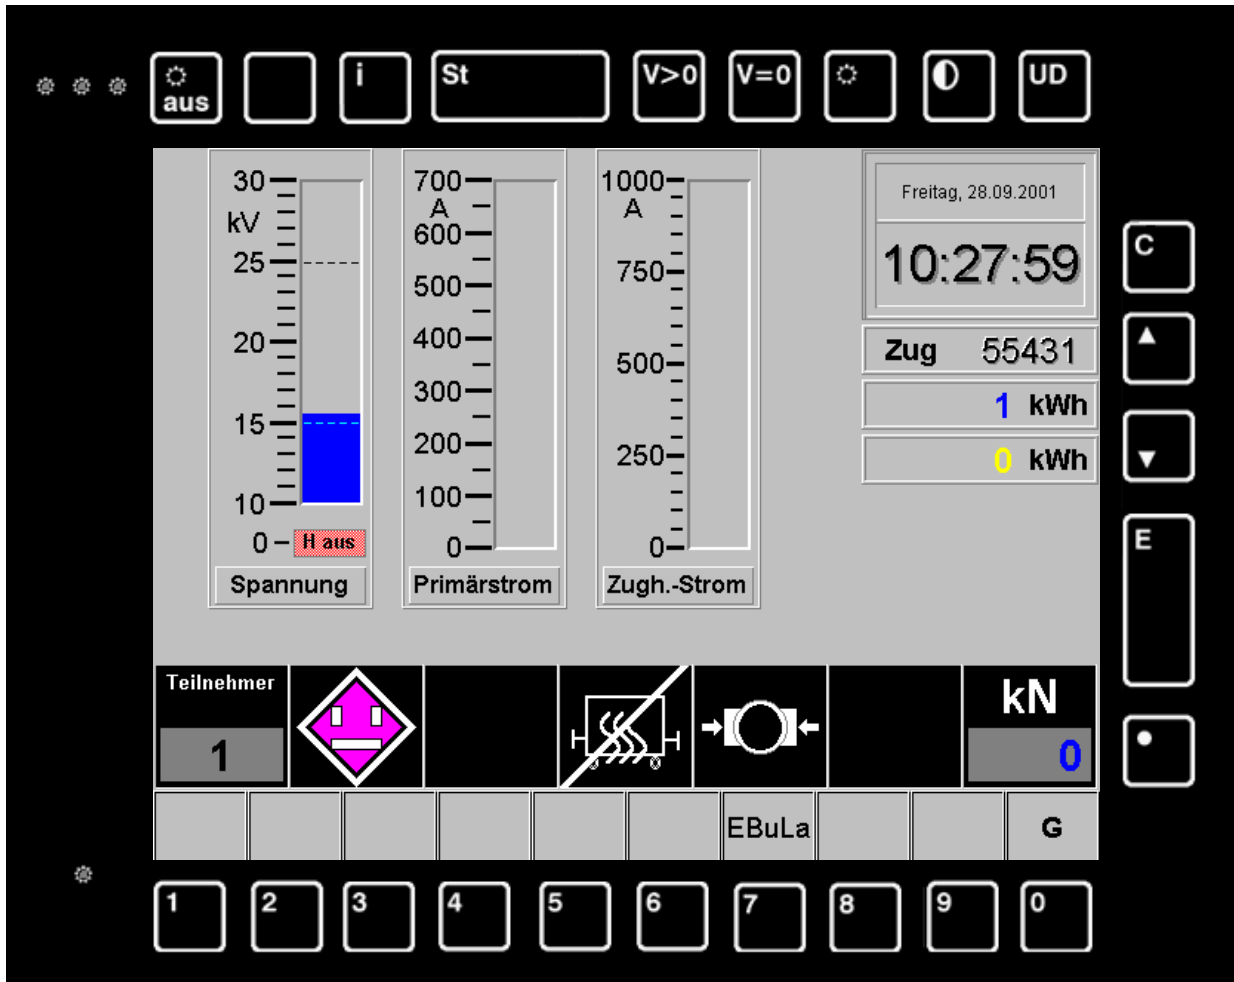 aus
i
St
V>0
V=0
UD
30
kV
25
20
15
10
0
H aus
Spannung
700
A
600
500
400
300
200
100
0
Primärstrom
1000
A
750
500
250
0
Zugh.-Strom
Freitag, 28.09.2001
10:27:59
Zug 55431
1 kWh
0 kWh
C
E
Teilnehmer
1
kN
0
EBuLa
G
1
2
3
4
5
6
7
8
9
0